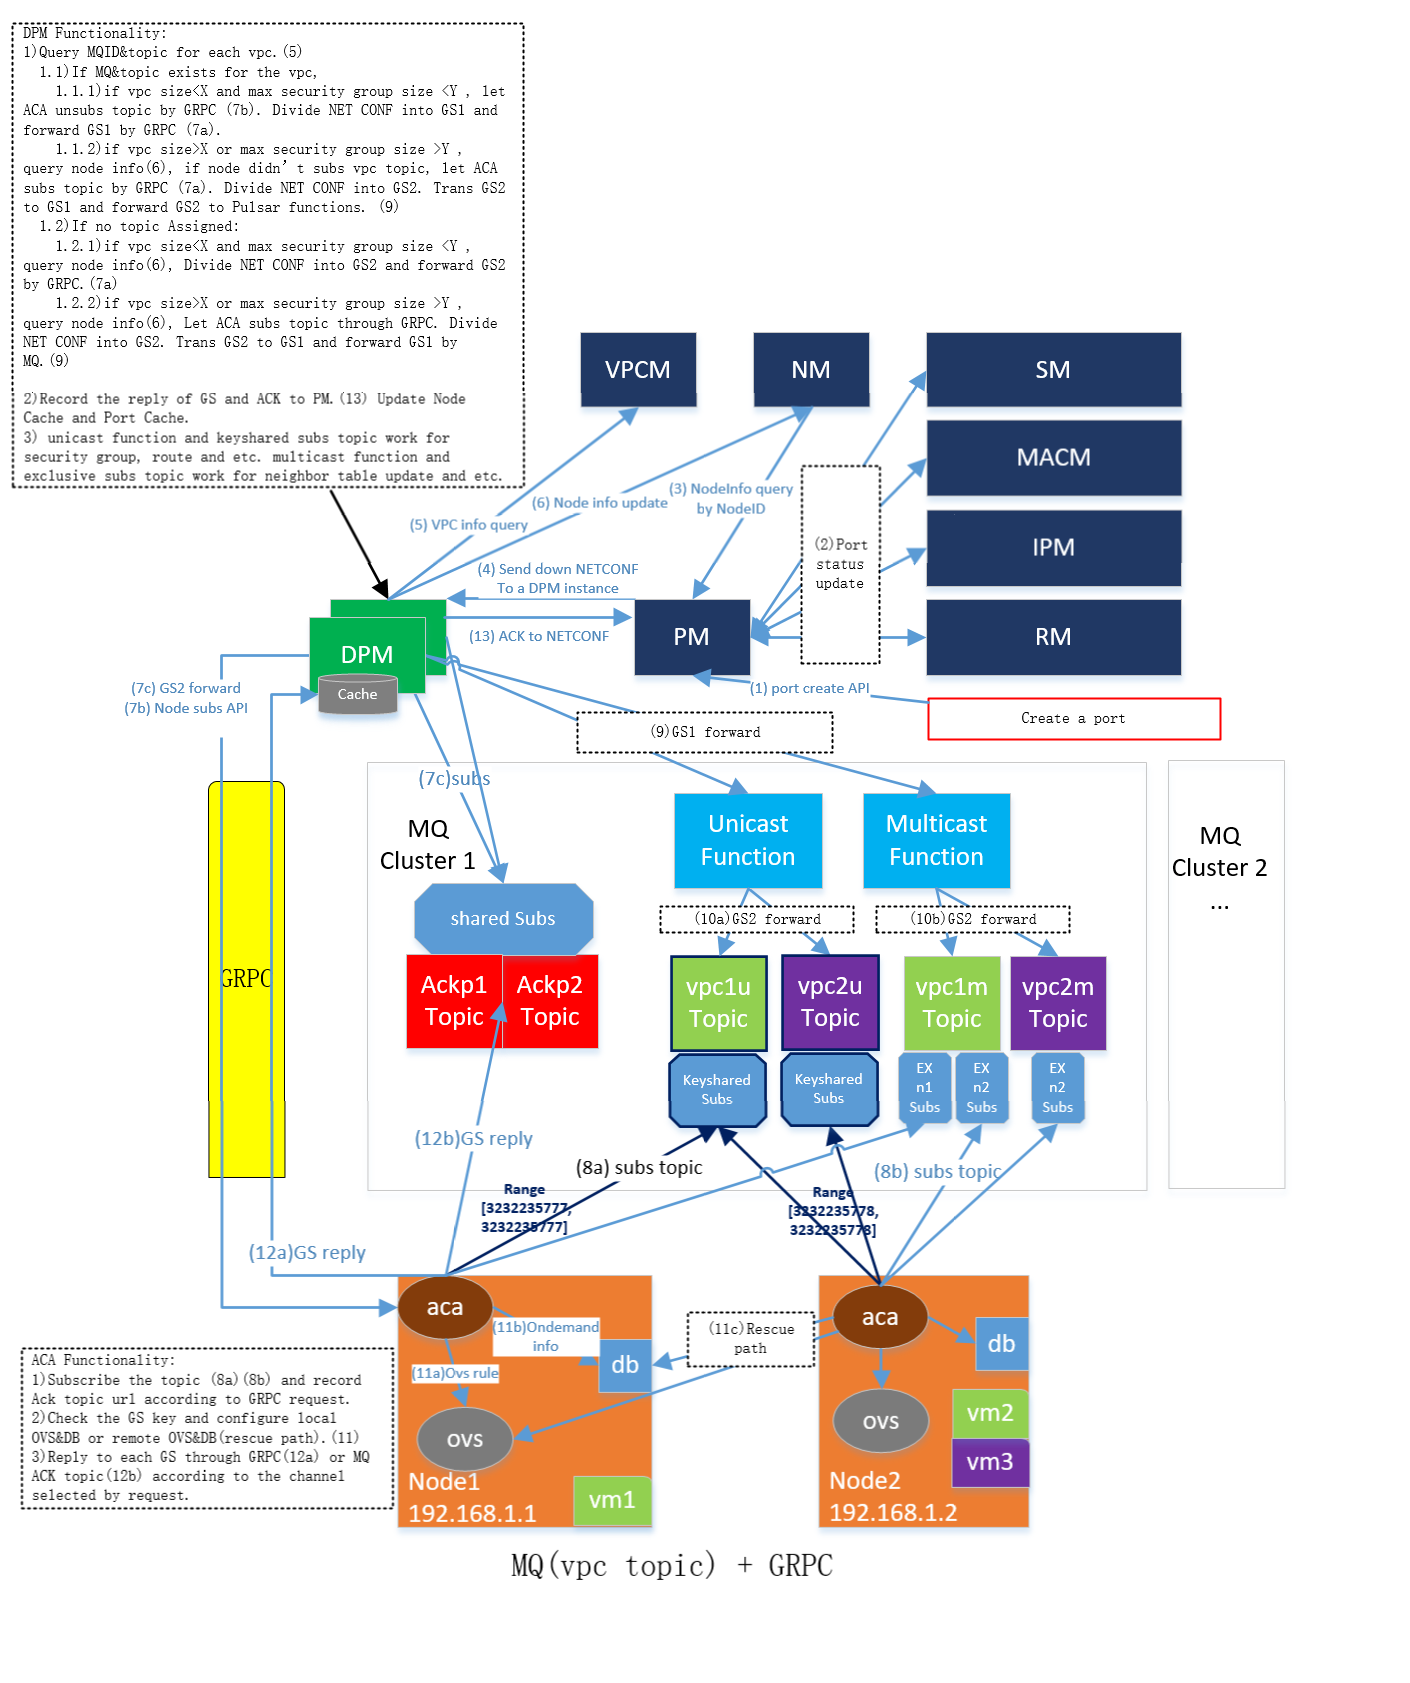 DPM Functionality:
1)Query MQID&topic for each vpc.(5)
1.1)If MQ&topic exists for the vpc,
1.1.1)if vpc size<X and max security group size <Y , let
ACA unsubs topic by GRPC (7b). Divide NET CONF into GS1 and
forward GS1 by GRPC (7a).
1.1.2)if vpc size>X or max security group size >Y ,
query node info(6), if node didn’t subs vpc topic, let ACA
subs topic by GRPC (7a). Divide NET CONF into GS2. Trans GS2
to GS1 and forward GS2 to Pulsar functions. (9)
1.2)If no topic Assigned:
1.2.1)if vpc size<X and max security group size <Y ,
query node info(6), Divide NET CONF into GS2 and forward GS2
by GRPC.(7a)
1.2.2)if vpc size>X or max security group size >Y ,
query node info(6), Let ACA subs topic through GRPC. Divide
NET CONF into GS2. Trans GS2 to GS1 and forward GS1 by
MQ.(9)
2)Record the reply of GS and ACK to PM.(13) Update Node
Cache and Port Cache.
3) unicast function and keyshared subs topic work for
security group, route and etc. multicast function and
exclusive subs topic work for neighbor table update and etc.
VPCM
NM
SM
MACM
IPM
RM
(5) VPC info query
(6) Node info update
(3) NodeInfo query
by NodeID
(2)Port
status
update
(4) Send down NETCONF
To a DPM instance
(13) ACK to NETCONF
PM
DPM
Cache
(1) port create API
Create a port
(7c) GS2 forward
(7b) Node subs API
(9)GS1 forward
(7c)subs
GRPC
MQ
Cluster 1
Unicast
Function
Multicast
Function
MQ
Cluster 2
...
shared Subs
(10a)GS2 forward
(10b)GS2 forward
Ackp1
Topic
Ackp2
Topic
vpc1u
Topic
vpc2u
Topic
vpc1m
Topic
vpc2m
Topic
Keyshared
Subs
Keyshared
Subs
EX
n1
Subs
EX
n2
Subs
EX
n2
Subs
(12b)GS reply
(8a) subs topic
(8b) subs topic
Range
[3232235777,
3232235777]
Range
[3232235778,
3232235778]
(12a)GS reply
aca
(11b)Ondemand
info
db
(11a)Ovs rule
ovs
Node1
192.168.1.1
vm1
(11c)Rescue
path
aca
db
ovs
vm2
vm3
Node2
192.168.1.2
ACA Functionality:
1)Subscribe the topic (8a)(8b) and record
Ack topic url according to GRPC request.
2)Check the GS key and configure local
OVS&DB or remote OVS&DB(rescue path).(11)
3)Reply to each GS through GRPC(12a) or MQ
ACK topic(12b) according to the channel
selected by request.
MQ(vpc topic) + GRPC